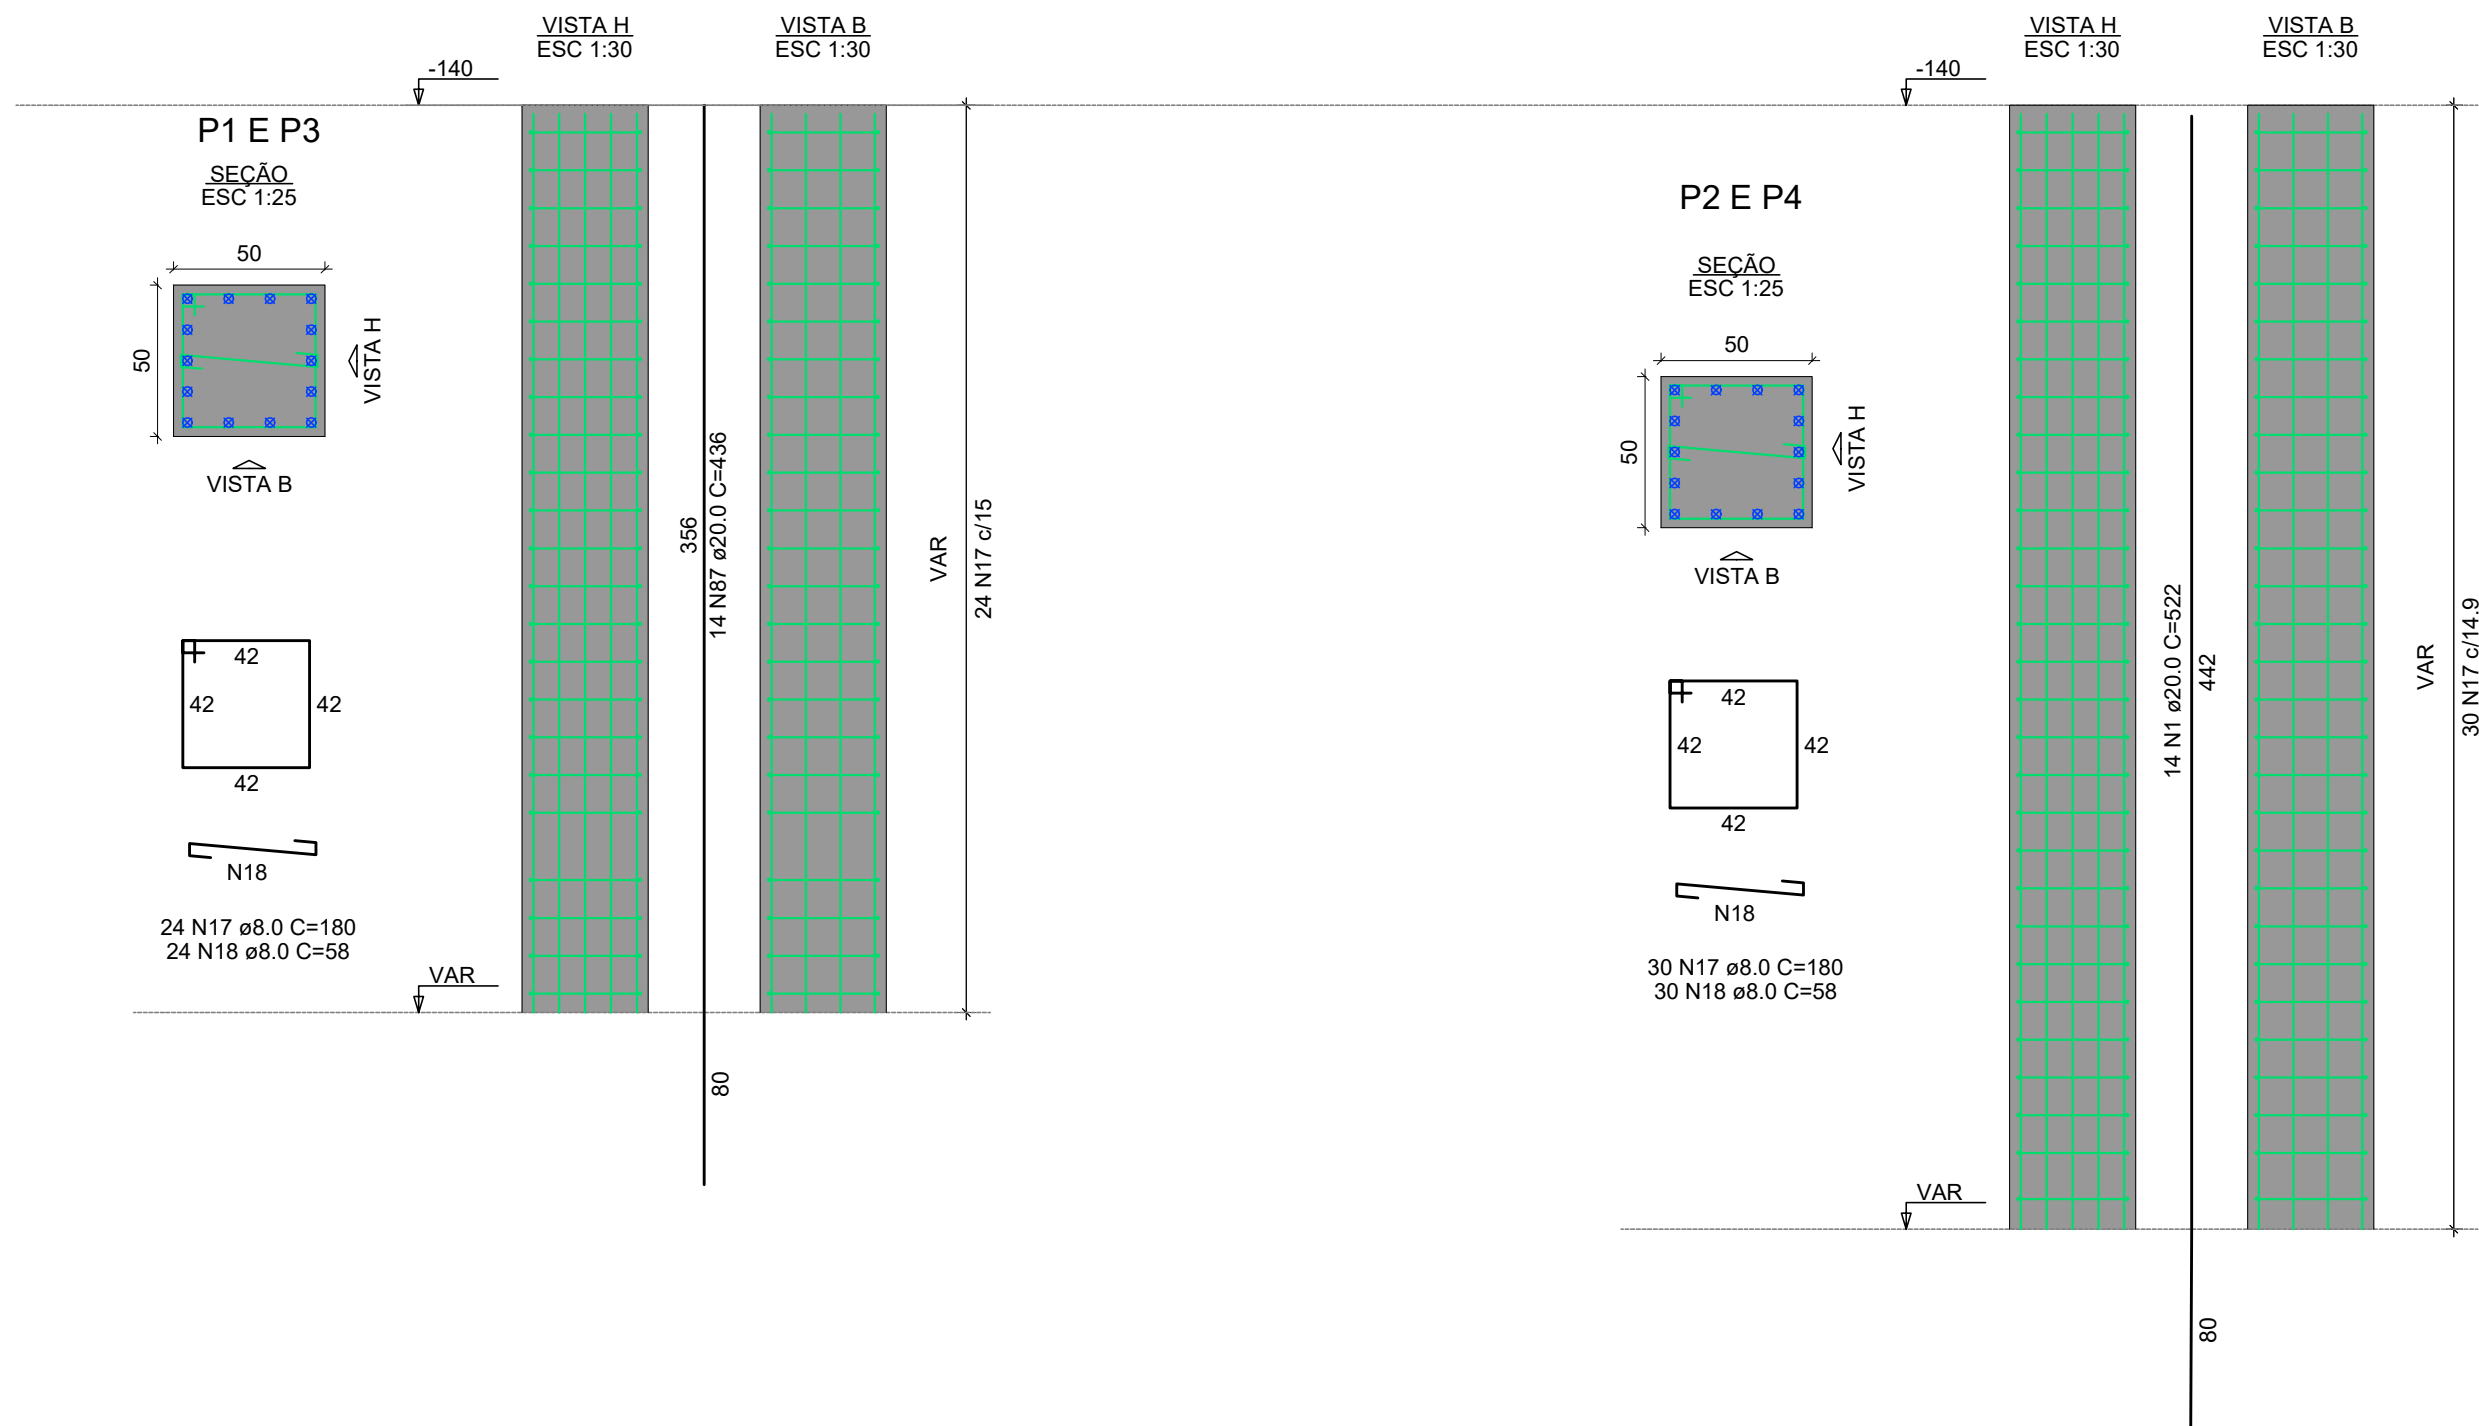 VISTA H
ESC 1:30
VISTA B
ESC 1:30
-140
P1 E P3
SEÇÃO
ESC 1:25
50
50
VISTA H
VISTA B
42
42
42
42
N18
24 N17 ø8.0 C=180
24 N18 ø8.0 C=58
VAR
356
14 N87 ø20.0 C=436
80
VAR
24 N17 c/15
VISTA H
ESC 1:30
VISTA B
ESC 1:30
-140
P2 E P4
SEÇÃO
ESC 1:25
50
50
VISTA H
VISTA B
42
42
42
42
N18
30 N17 ø8.0 C=180
30 N18 ø8.0 C=58
VAR
14 N1 ø20.0 C=522
442
80
VAR
30 N17 c/14.9